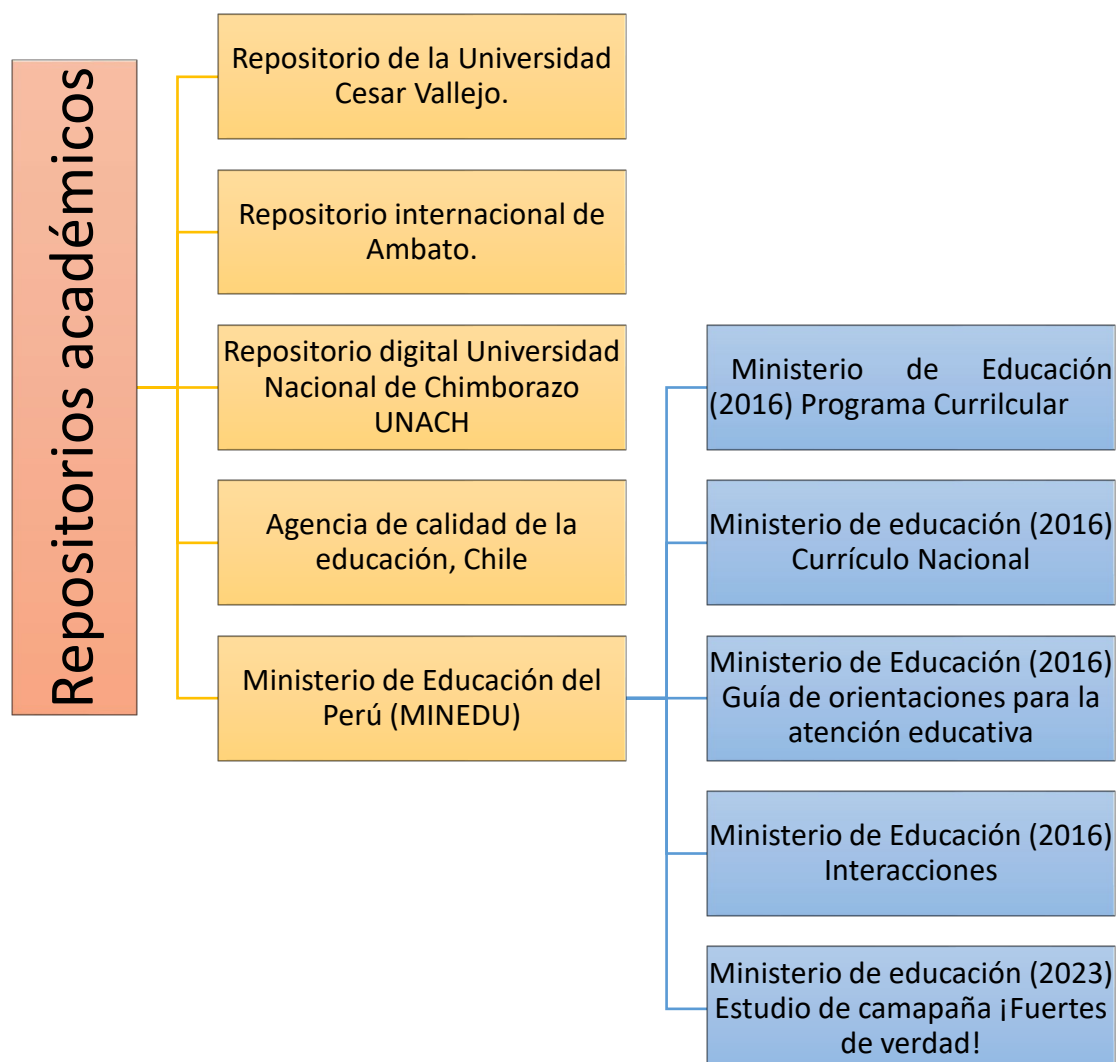 Repositorios académicos
Repositorio de la Universidad
Cesar Vallejo.
Repositorio internacional de
Ambato.
Repositorio digital Universidad
Nacional de Chimborazo
UNACH
Agencia de calidad de la
educación, Chile
Ministerio de Educación del
Perú (MINEDU)
Ministerio de Educación
(2016) Programa Currilcular
Ministerio de educación (2016)
Currículo Nacional
Ministerio de Educación (2016)
Guía de orientaciones para la
atención educativa
Ministerio de Educación (2016)
Interacciones
Ministerio de educación (2023)
Estudio de camapaña ¡Fuertes
de verdad!